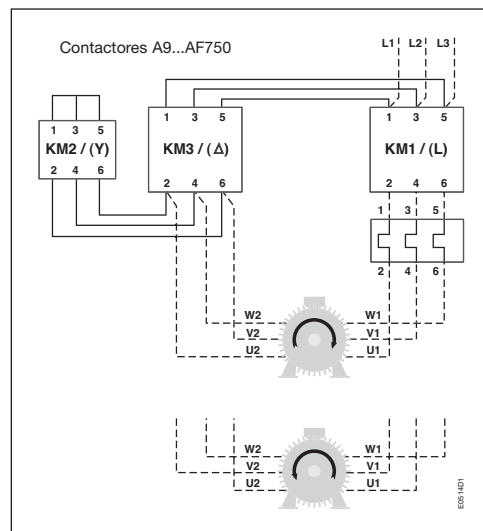 Contactores A9...AF750
L1 L2 L3
1 3 5
KM2 / (Y)
2 4 6
1 3 5
KM3 / (Δ)
2 4 6
1 3 5
KM1 / (L)
2 4 6
1 3 5
2 4 6
W2 W1
V2 V1
U2 U1
W2 W1
V2 V1
U2 U1
E0514D1